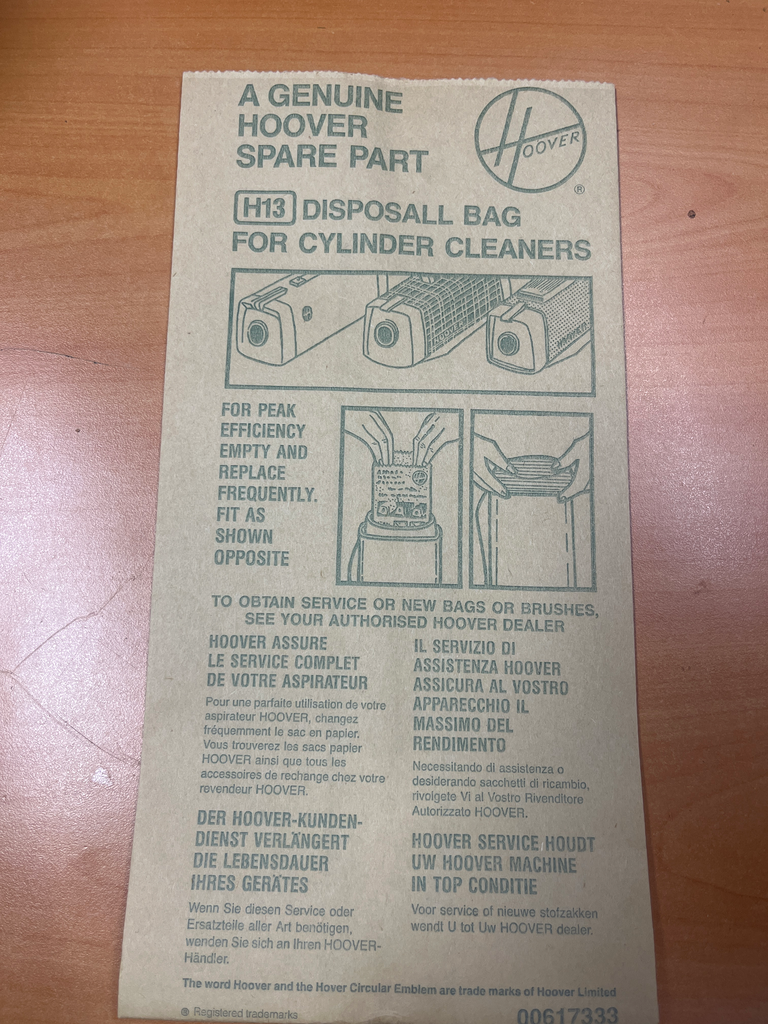 A GENUINE
HOOVER
SPARE PART
HOOVER
®
H13 DISPOSALL BAG
FOR CYLINDER CLEANERS
HOOVER
FOR PEAK
EFFICIENCY
EMPTY AND
REPLACE
FREQUENTLY.
FIT AS
SHOWN
OPPOSITE
TO OBTAIN SERVICE OR NEW BAGS OR BRUSHES,
SEE YOUR AUTHORISED HOOVER DEALER
HOOVER ASSURE
LE SERVICE COMPLET
DE VOTRE ASPIRATEUR
Pour une parfaite utilisation de votre
aspirateur HOOVER, changez
fréquemment le sac en papier.
Vous trouverez les sacs papier
HOOVER ainsi que tous les
accessoires de rechange chez votre
revendeur HOOVER.
IL SERVIZIO DI
ASSISTENZA HOOVER
ASSICURA AL VOSTRO
APPARECCHIO IL
MASSIMO DEL
RENDIMENTO
Necessitando di assistenza o
desiderando sacchetti di ricambio,
rivolgete Vi al Vostro Rivenditore
Autorizzato HOOVER.
DER HOOVER-KUNDEN-
DIENST VERLÄNGERT
DIE LEBENSDAUER
IHRES GERÄTES
Wenn Sie diesen Service oder
Ersatzteile aller Art benötigen,
wenden Sie sich an Ihren HOOVER-
Händler.
HOOVER SERVICE HOUDT
UW HOOVER MACHINE
IN TOP CONDITIE
Voor service of nieuwe stofzakken
wendt U tot Uw HOOVER dealer.
The word Hoover and the Hover Circular Emblem are trade marks of Hoover Limited
® Registered trademarks
00617333